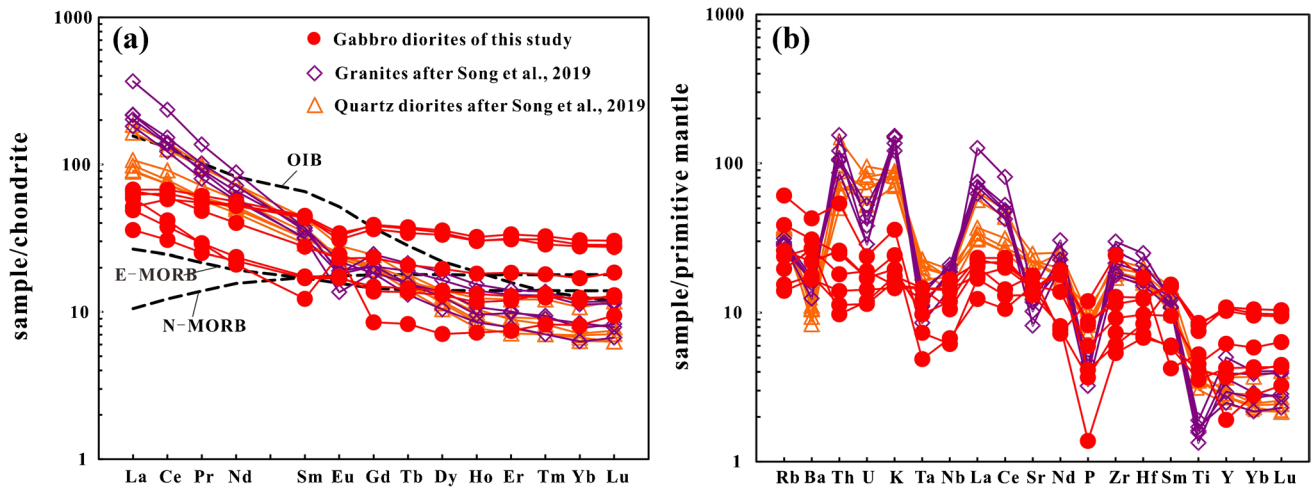 (a)
sample/chondrite
1000
100
10
1
Gabbro diorites of this study
Granites after Song et al., 2019
Quartz diorites after Song et al., 2019
OIB
E-MORB
N-MORB
La Ce Pr Nd Sm Eu Gd Tb Dy Ho Er Tm Yb Lu
(b)
sample/primitive mantle
1000
100
10
1
Rb Ba Th U K Ta Nb La Ce Sr Nd P Zr Hf Sm Ti Y Yb Lu